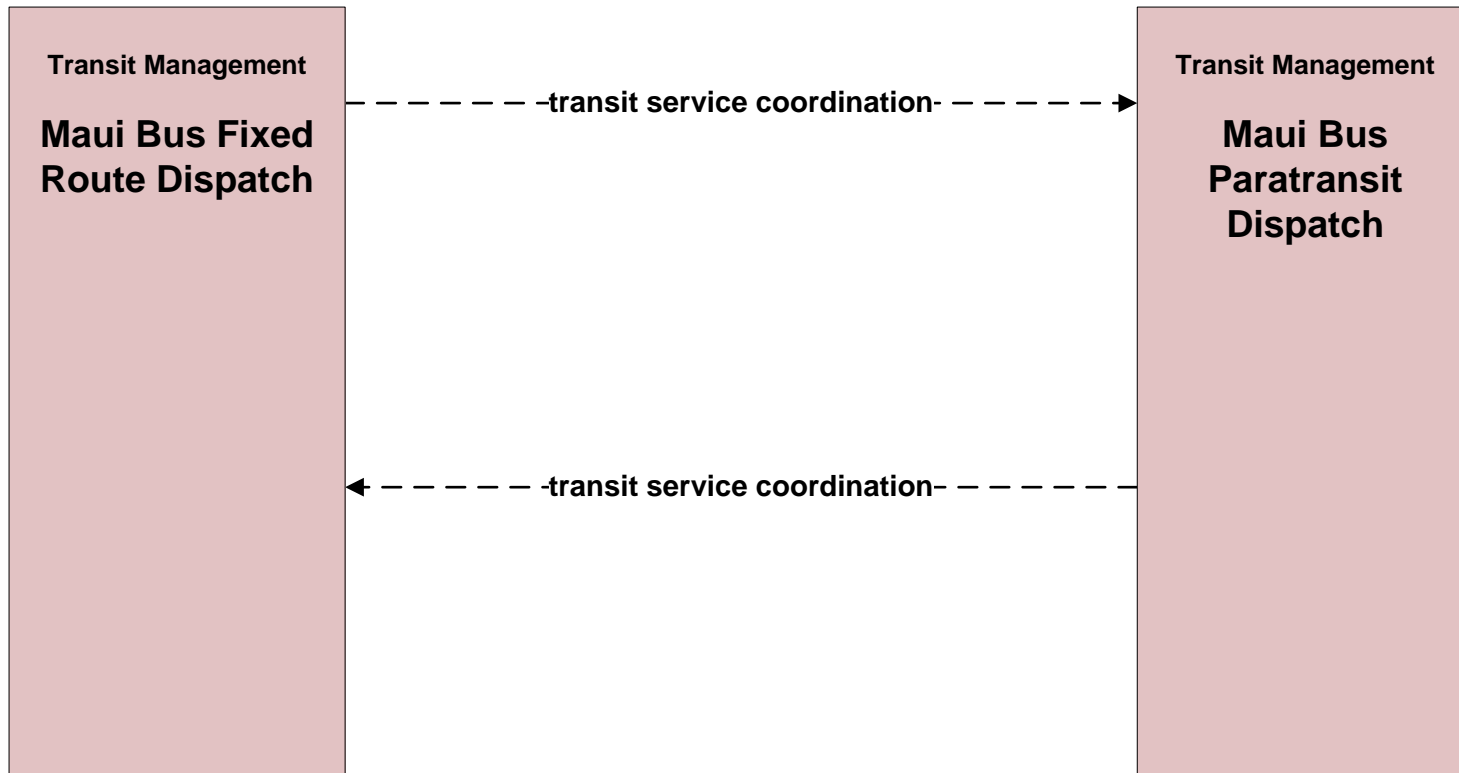 Transit Management
Maui Bus Fixed
Route Dispatch
transit service coordination
transit service coordination
Transit Management
Maui Bus
Paratransit
Dispatch